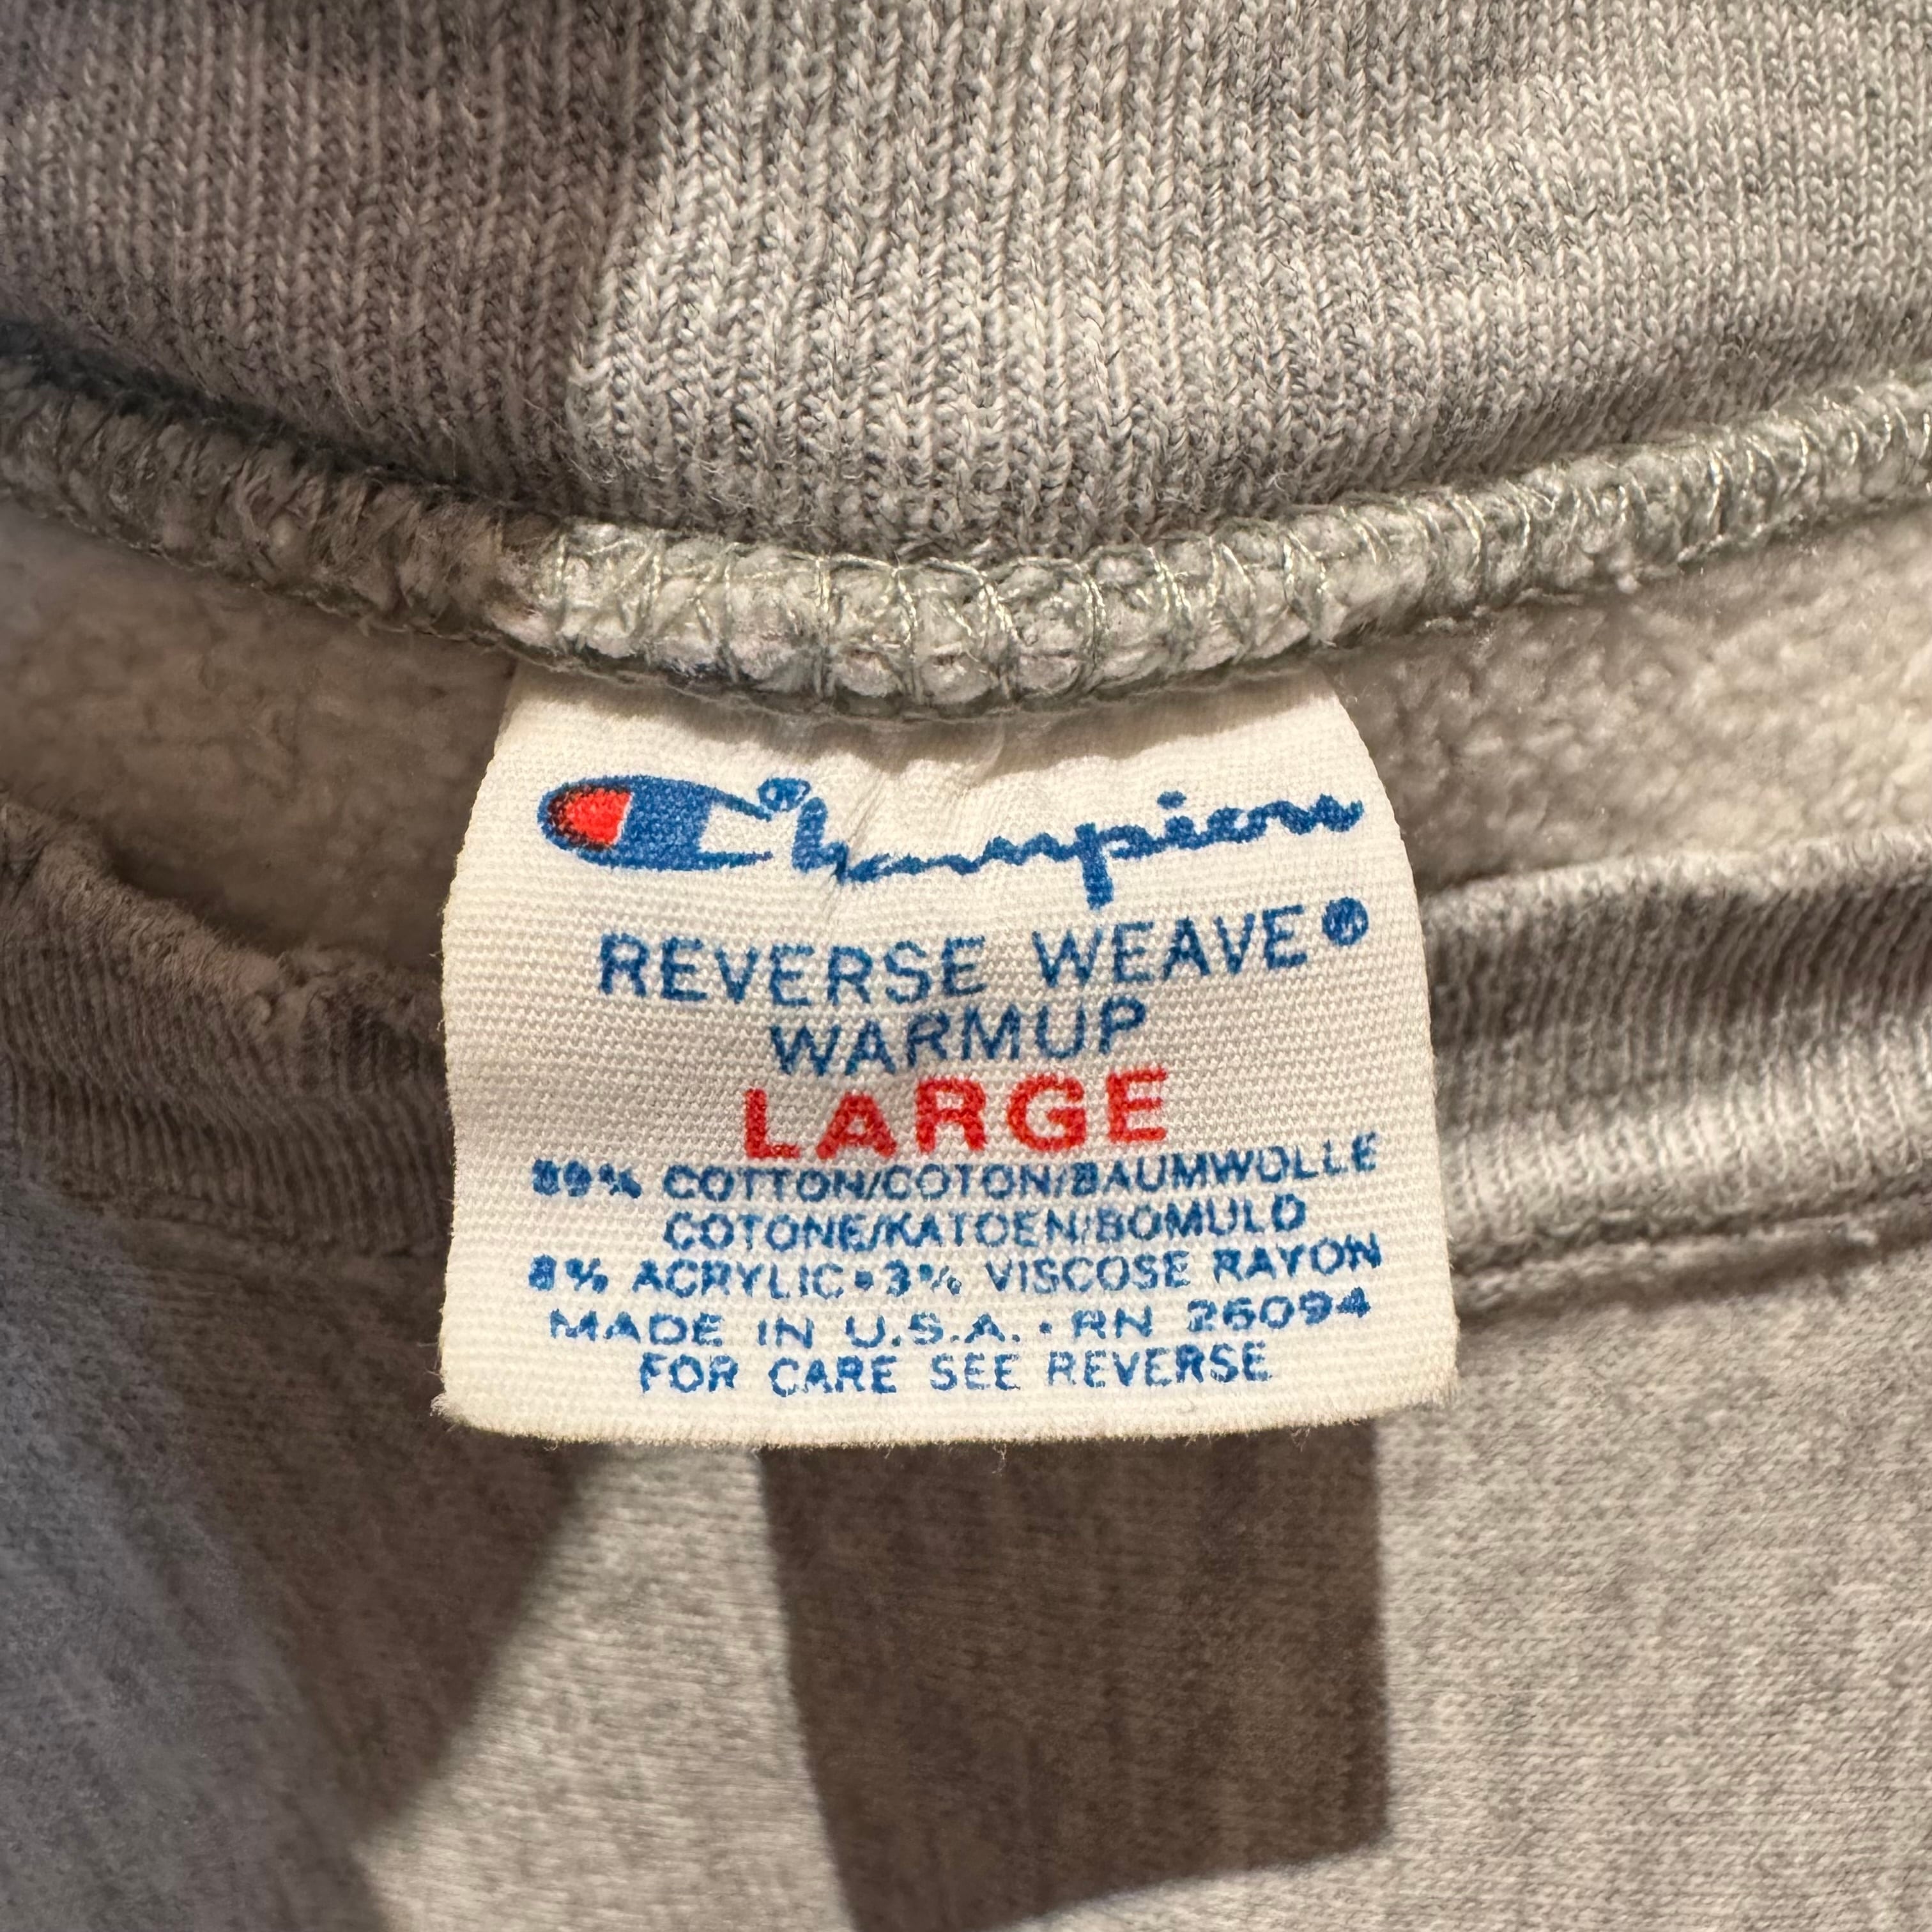 Champion®
REVERSE WEAVE®
WARMUP
LARGE
89% COTTON/COTON/BAUMWOLLE
COTONE/KATOEN/BOMULD
8% ACRYLIC • 3% VISCOSE RAYON
MADE IN U.S.A. • RN 26094
FOR CARE SEE REVERSE